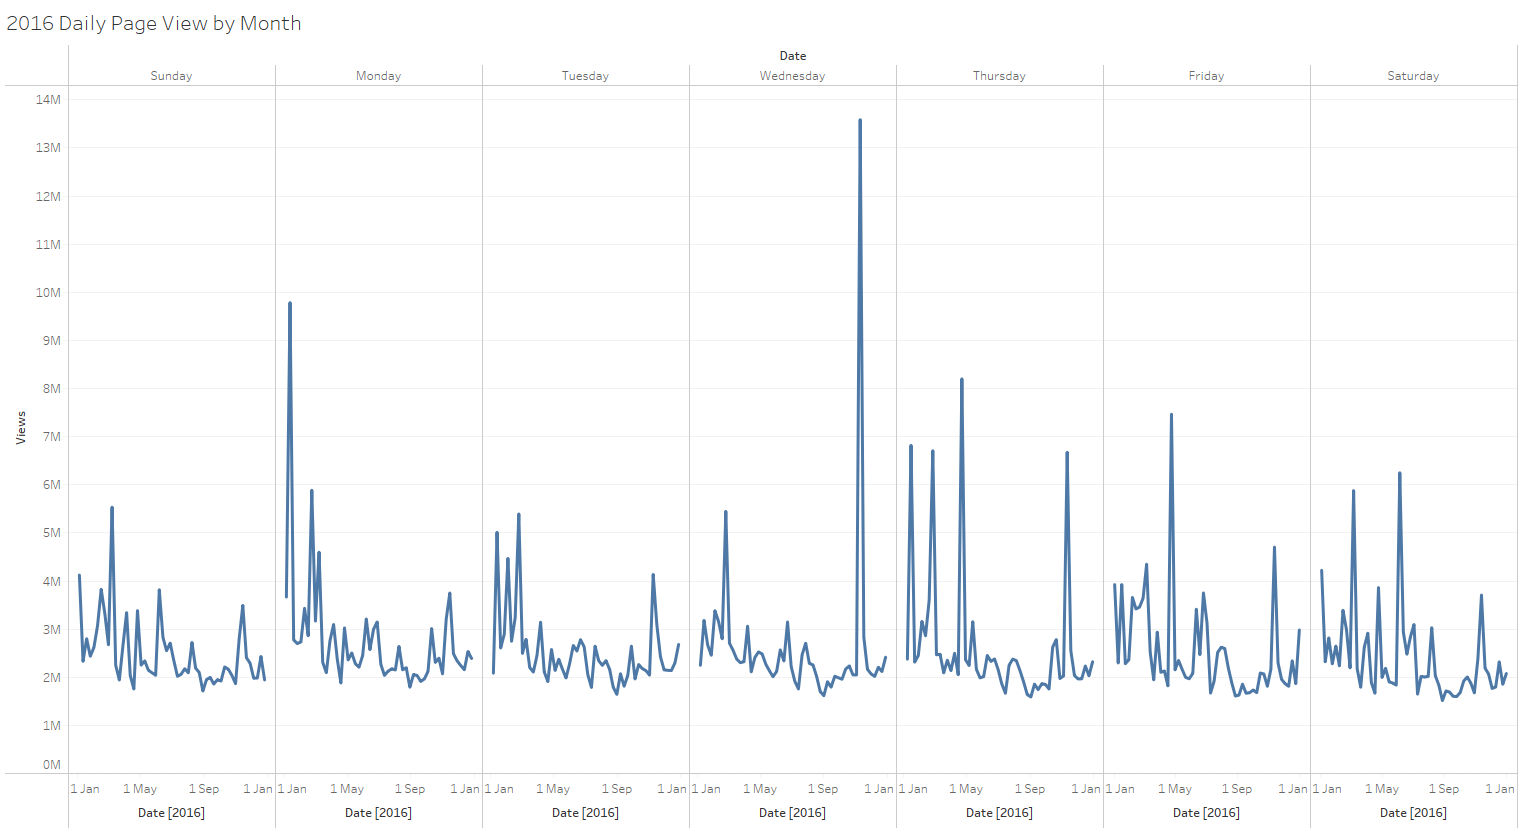 2016 Daily Page View by Month
Date
Sunday Monday Tuesday Wednesday Thursday Friday Saturday
14M
13M
12M
11M
10M
9M
8M
7M
6M
5M
4M
3M
2M
1M
0M
Views
1 Jan 1 May 1 Sep 1 Jan 1 Jan 1 May 1 Sep 1 Jan 1 Jan 1 May 1 Sep 1 Jan 1 Jan 1 May 1 Sep 1 Jan 1 Jan 1 May 1 Sep 1 Jan 1 Jan 1 May 1 Sep 1 Jan 1 Jan 1 May 1 Sep 1 Jan
Date [2016] Date [2016] Date [2016] Date [2016] Date [2016] Date [2016] Date [2016]